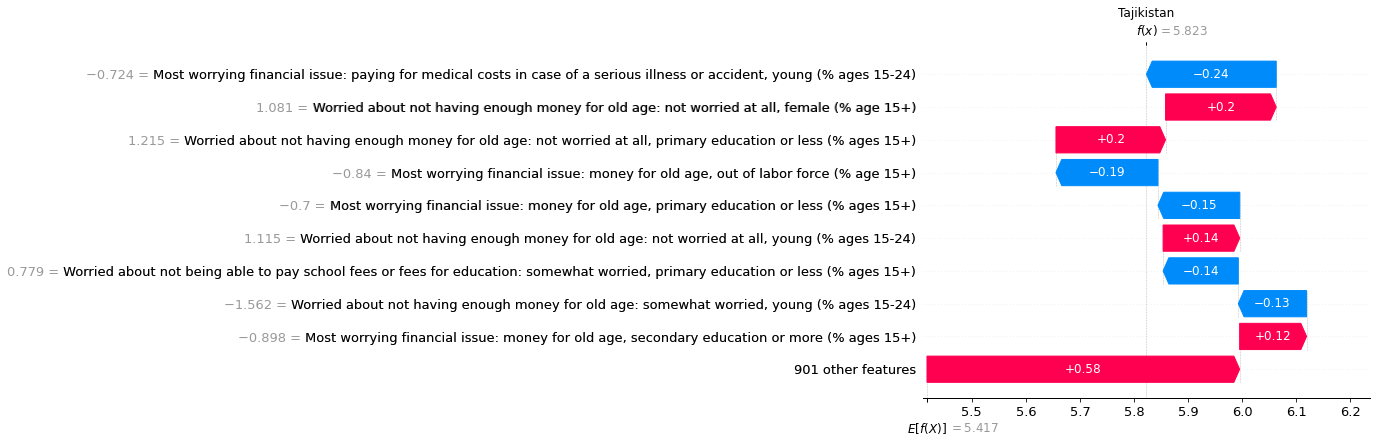 Tajikistan
f(x) = 5.823
−0.724 = Most worrying financial issue: paying for medical costs in case of a serious illness or accident, young (% ages 15-24)
−0.24
1.081 = Worried about not having enough money for old age: not worried at all, female (% age 15+)
+0.2
1.215 = Worried about not having enough money for old age: not worried at all, primary education or less (% ages 15+)
+0.2
−0.84 = Most worrying financial issue: money for old age, out of labor force (% age 15+)
−0.19
−0.7 = Most worrying financial issue: money for old age, primary education or less (% ages 15+)
−0.15
1.115 = Worried about not having enough money for old age: not worried at all, young (% ages 15-24)
+0.14
0.779 = Worried about not being able to pay school fees or fees for education: somewhat worried, primary education or less (% ages 15+)
−0.14
−1.562 = Worried about not having enough money for old age: somewhat worried, young (% ages 15-24)
−0.13
−0.898 = Most worrying financial issue: money for old age, secondary education or more (% ages 15+)
+0.12
901 other features
+0.58
5.5 5.6 5.7 5.8 5.9 6.0 6.1 6.2
E[f(X)] = 5.417